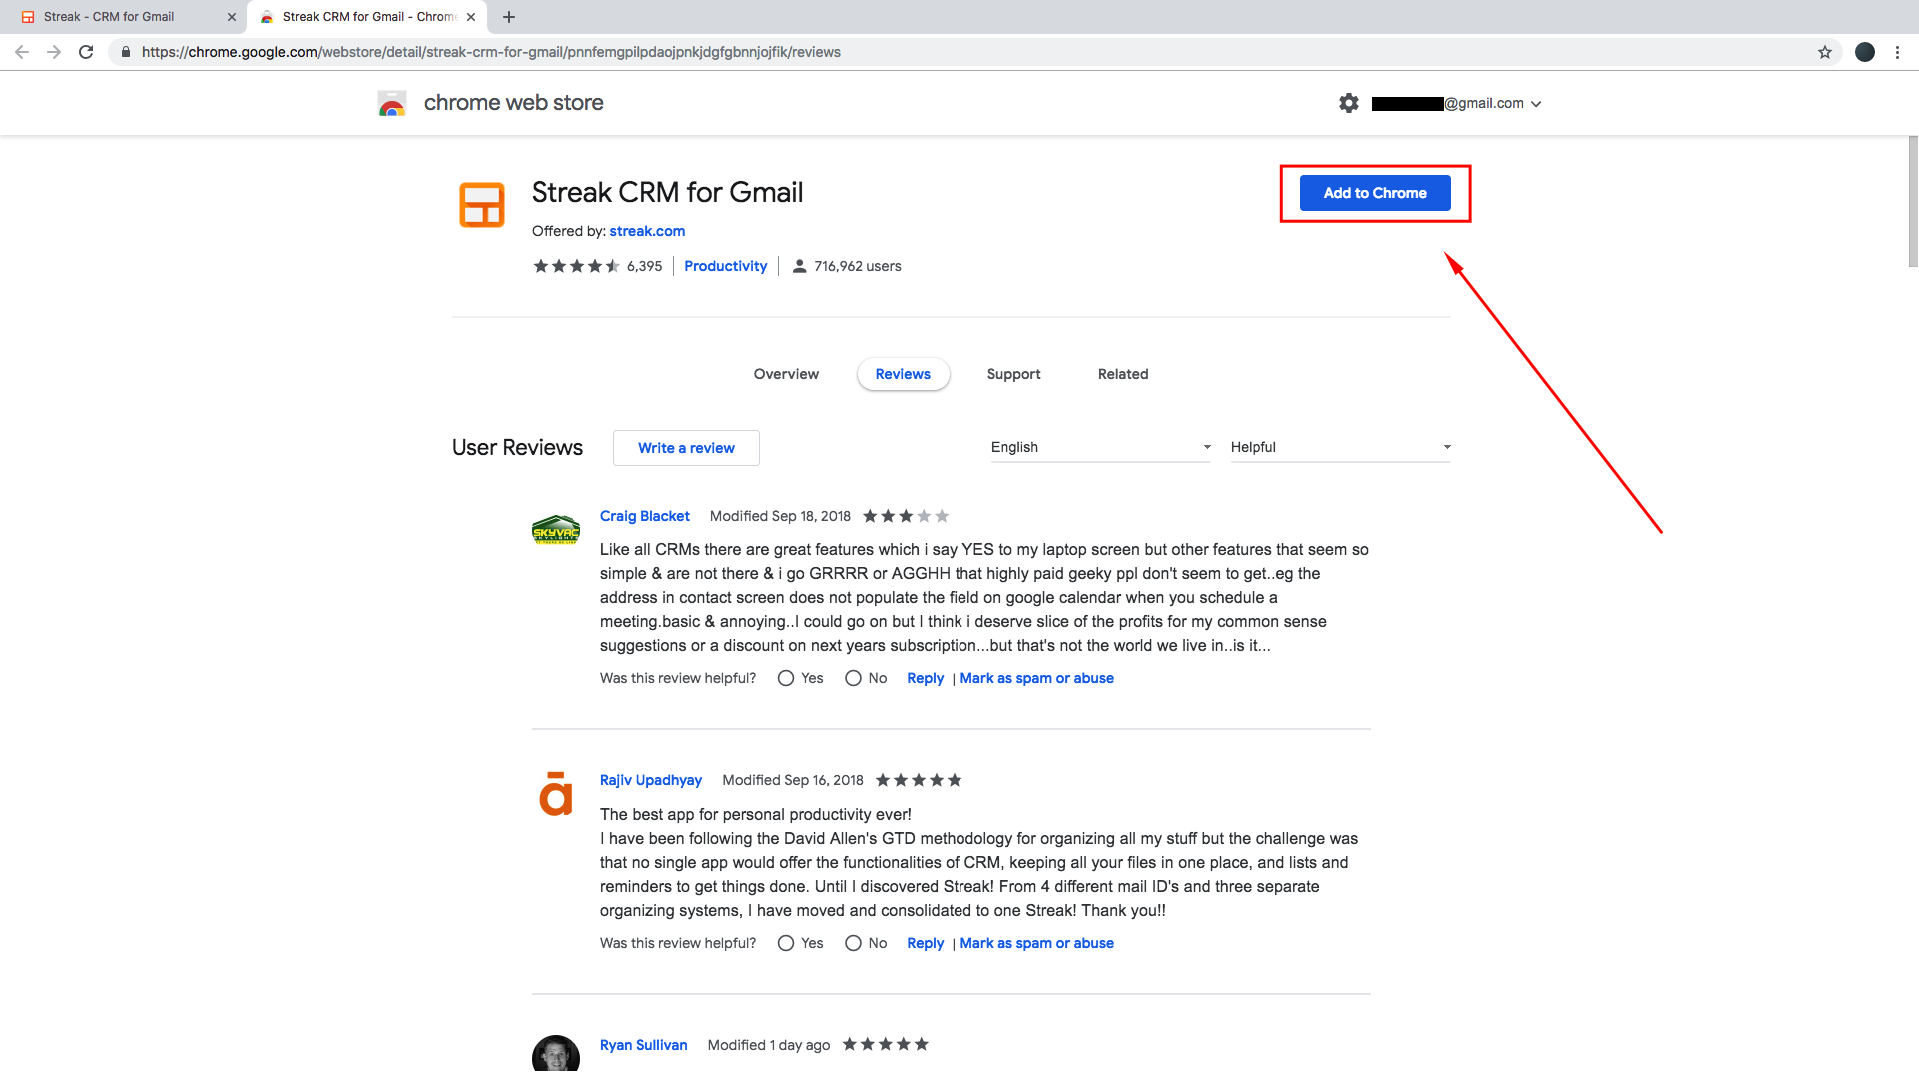 Streak - CRM for Gmail
Streak CRM for Gmail - Chrome
https://chrome.google.com/webstore/detail/streak-crm-for-gmail/pnnfemgpilpdaojpnkjdgfgbnnjojfik/reviews
chrome web store
@gmail.com
Streak CRM for Gmail
Add to Chrome
Offered by: streak.com
6,395
Productivity
716,962 users
Overview
Reviews
Support
Related
User Reviews
Write a review
English
Helpful
SKYVAC
Craig Blacket Modified Sep 18, 2018
Like all CRMs there are great features which i say YES to my laptop screen but other features that seem so
simple & are not there & i go GRRRR or AGGHH that highly paid geeky ppl don't seem to get..eg the
address in contact screen does not populate the field on google calendar when you schedule a
meeting.basic & annoying..I could go on but I think i deserve slice of the profits for my common sense
suggestions or a discount on next years subscription...but that's not the world we live in..is it...
Was this review helpful? Yes No Reply | Mark as spam or abuse
ā
Rajiv Upadhyay Modified Sep 16, 2018
The best app for personal productivity ever!
I have been following the David Allen's GTD methodology for organizing all my stuff but the challenge was
that no single app would offer the functionalities of CRM, keeping all your files in one place, and lists and
reminders to get things done. Until I discovered Streak! From 4 different mail ID's and three separate
organizing systems, I have moved and consolidated to one Streak! Thank you!!
Was this review helpful? Yes No Reply | Mark as spam or abuse
Ryan Sullivan Modified 1 day ago